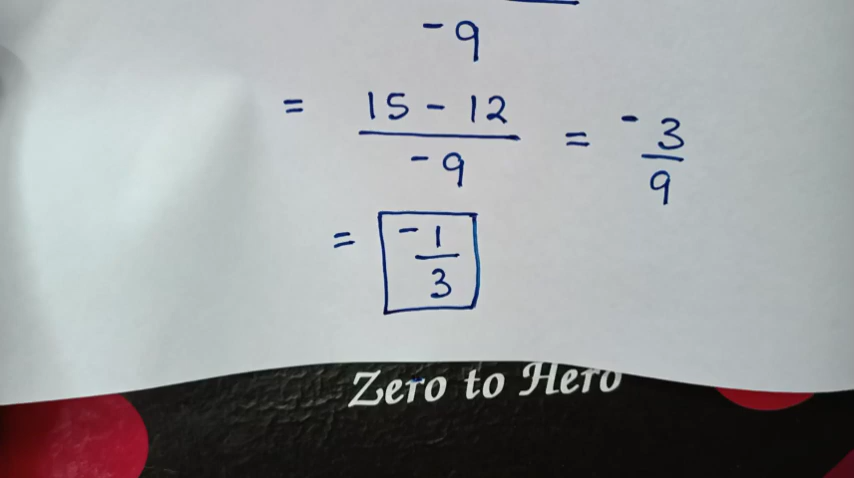 -9
= 15 - 12 / -9 = -3/9
= -1/3
Zero to Hero